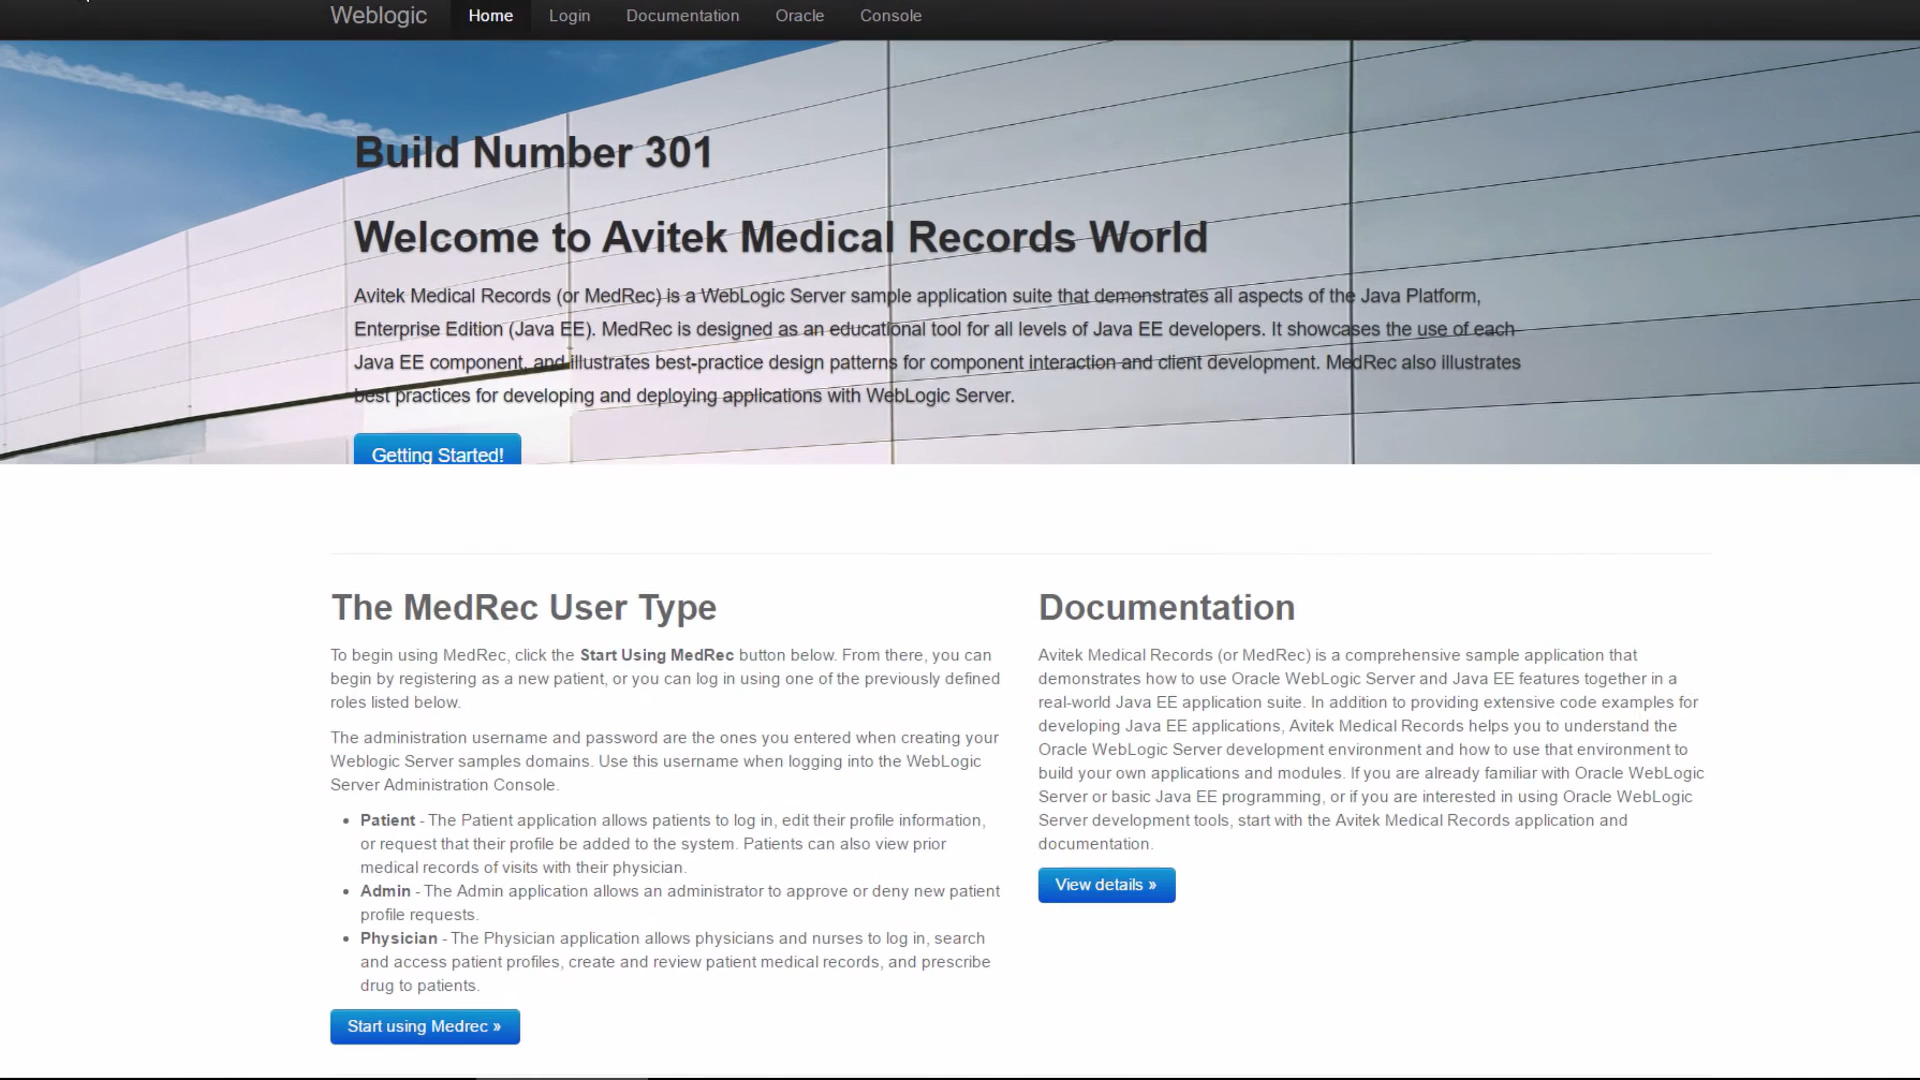 Weblogic Home Login Documentation Oracle Console
Build Number 301
Welcome to Avitek Medical Records World
Avitek Medical Records (or MedRec) is a WebLogic Server sample application suite that demonstrates all aspects of the Java Platform,
Enterprise Edition (Java EE). MedRec is designed as an educational tool for all levels of Java EE developers. It showcases the use of each
Java EE component, and illustrates best-practice design patterns for component interaction and client development. MedRec also illustrates
best practices for developing and deploying applications with WebLogic Server.
Getting Started!
The MedRec User Type
To begin using MedRec, click the Start Using MedRec button below. From there, you can
begin by registering as a new patient, or you can log in using one of the previously defined
roles listed below.
The administration username and password are the ones you entered when creating your
Weblogic Server samples domains. Use this username when logging into the WebLogic
Server Administration Console.
• Patient - The Patient application allows patients to log in, edit their profile information,
or request that their profile be added to the system. Patients can also view prior
medical records of visits with their physician.
• Admin - The Admin application allows an administrator to approve or deny new patient
profile requests.
• Physician - The Physician application allows physicians and nurses to log in, search
and access patient profiles, create and review patient medical records, and prescribe
drug to patients.
Start using Medrec »
Documentation
Avitek Medical Records (or MedRec) is a comprehensive sample application that
demonstrates how to use Oracle WebLogic Server and Java EE features together in a
real-world Java EE application suite. In addition to providing extensive code examples for
developing Java EE applications, Avitek Medical Records helps you to understand the
Oracle WebLogic Server development environment and how to use that environment to
build your own applications and modules. If you are already familiar with Oracle WebLogic
Server or basic Java EE programming, or if you are interested in using Oracle WebLogic
Server development tools, start with the Avitek Medical Records application and
documentation.
View details »